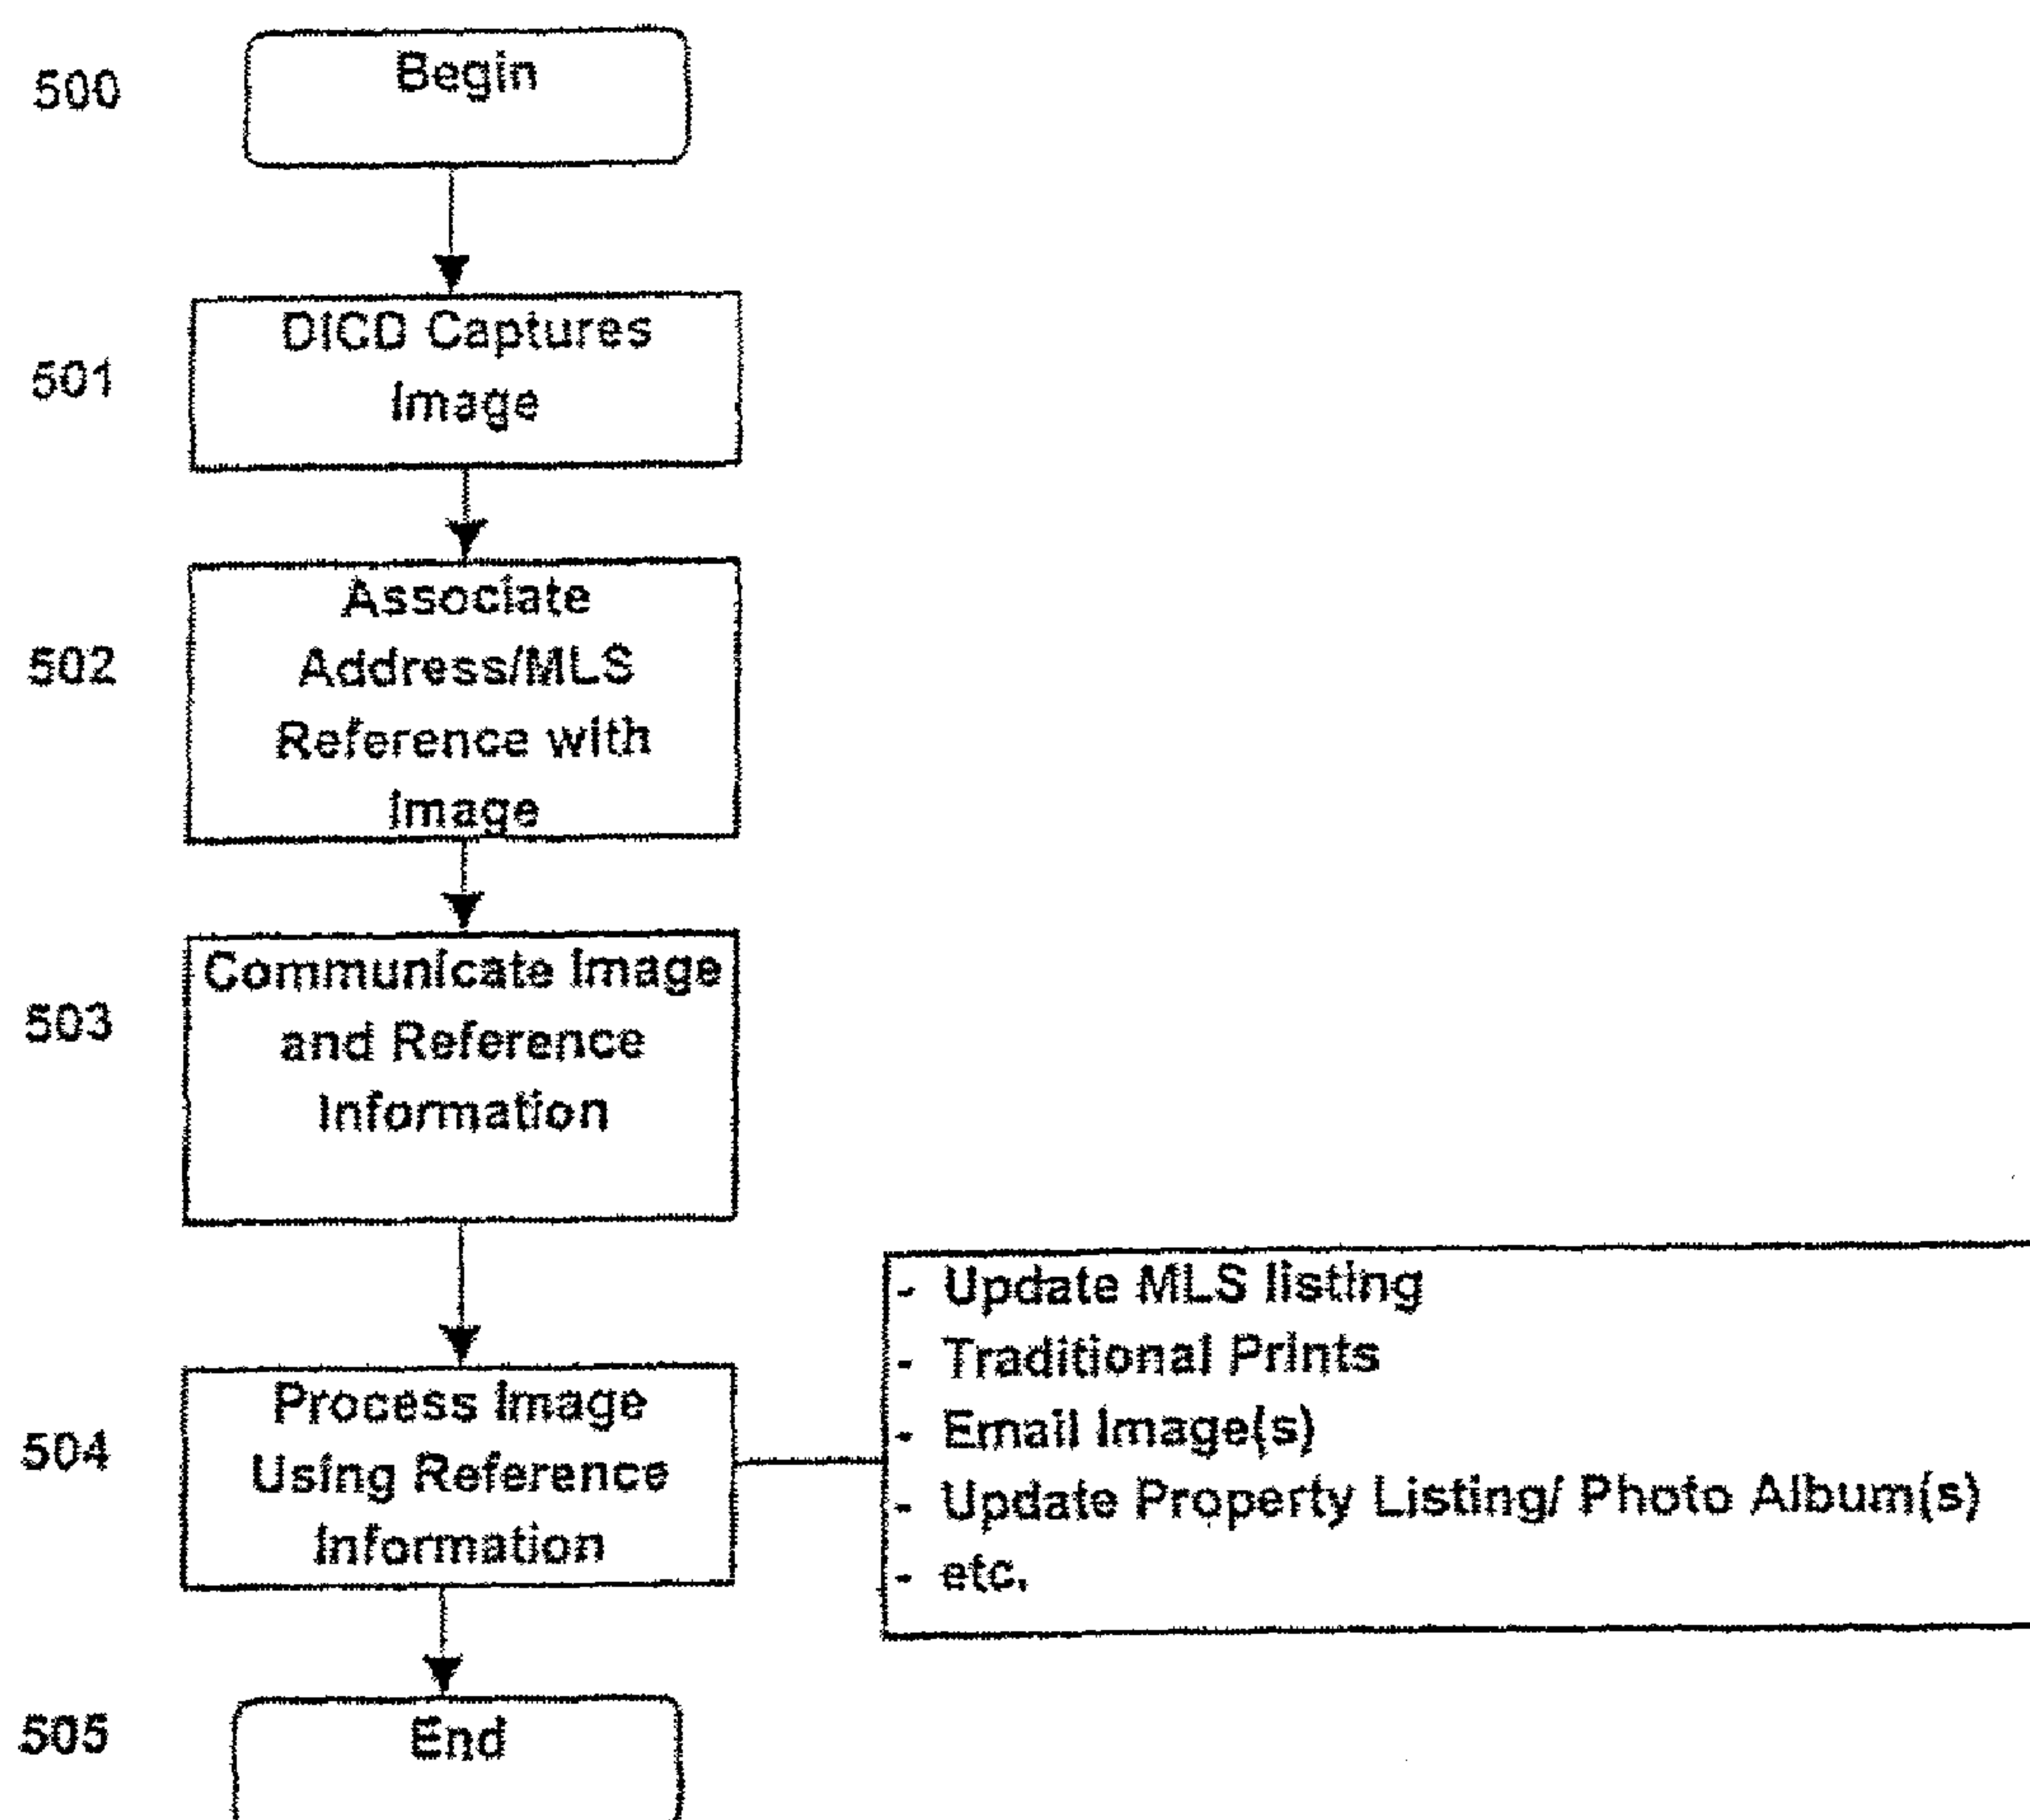 500
Begin
501
DICD Captures
Image
502
Associate
Address/MLS
Reference with
Image
503
Communicate Image
and Reference
Information
504
Process Image
Using Reference
Information
- Update MLS listing
- Traditional Prints
- Email Image(s)
- Update Property Listing/ Photo Album(s)
- etc.
505
End